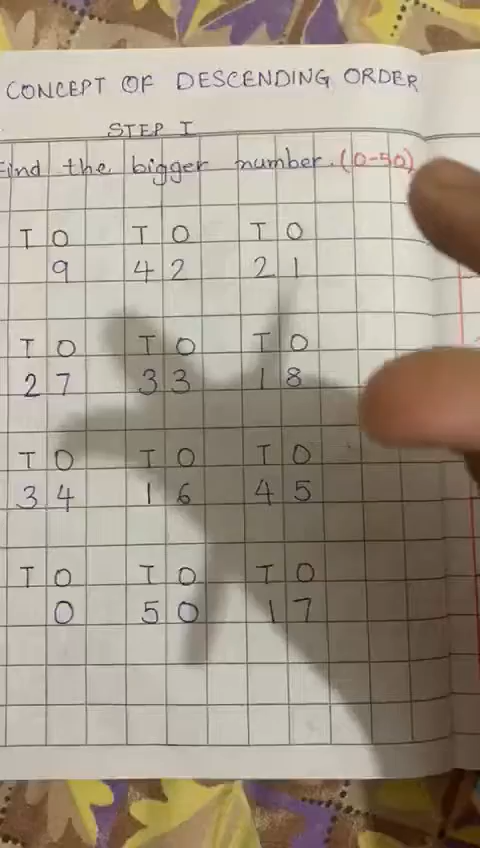 CONCEPT OF DESCENDING ORDER
STEP I
Find the bigger number. (0-50)
T O T O T O
9 4 2 2 1
T O T O T O
2 7 3 3 1 8
T O T O T O
3 4 1 6 4 5
T O T O T O
0 5 0 1 7